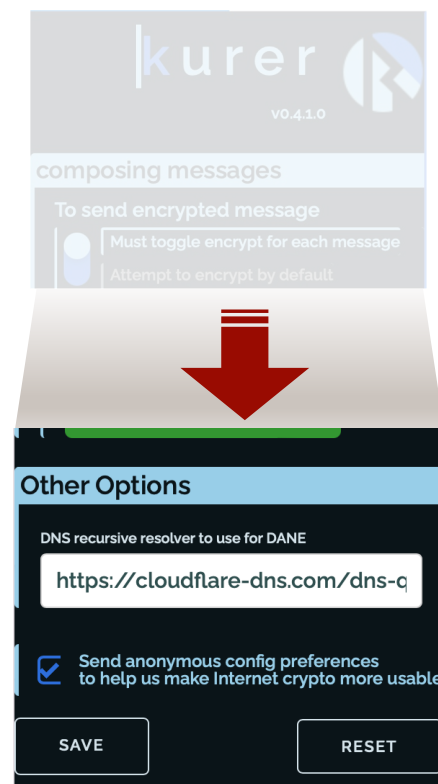 kurer
v0.4.1.0
composing messages
To send encrypted message
Must toggle encrypt for each message
Attempt to encrypt by default
Other Options
DNS recursive resolver to use for DANE
https://cloudflare-dns.com/dns-q
Send anonymous config preferences
to help us make Internet crypto more usable
SAVE
RESET